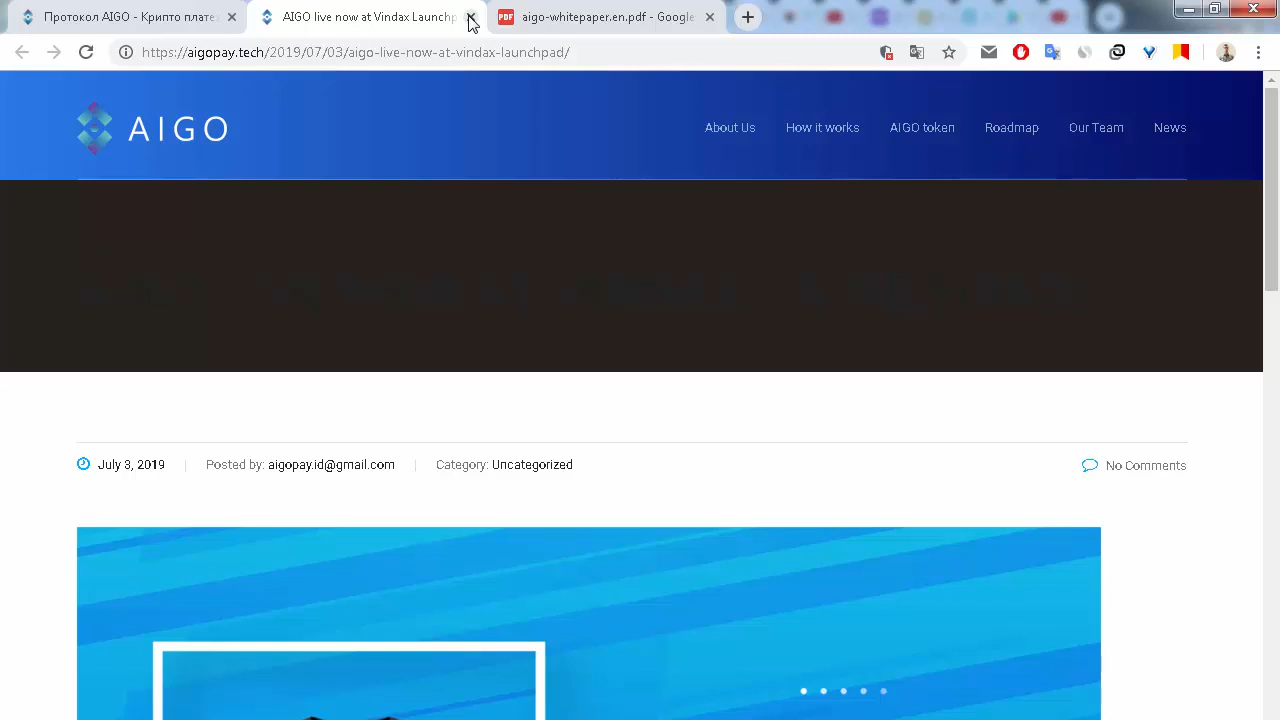 Протокол AIGO - Крипто плате
AIGO live now at Vindax Launchp
PDF
aigo.whitepaper.en.pdf - Google
https://aigopay.tech/2019/07/03/aigo-live-now-at-vindax-launchpad/
AIGO
About Us
How it works
AIGO token
Roadmap
Our Team
News
July 3, 2019
Posted by: aigopay.id@gmail.com
Category: Uncategorized
No Comments